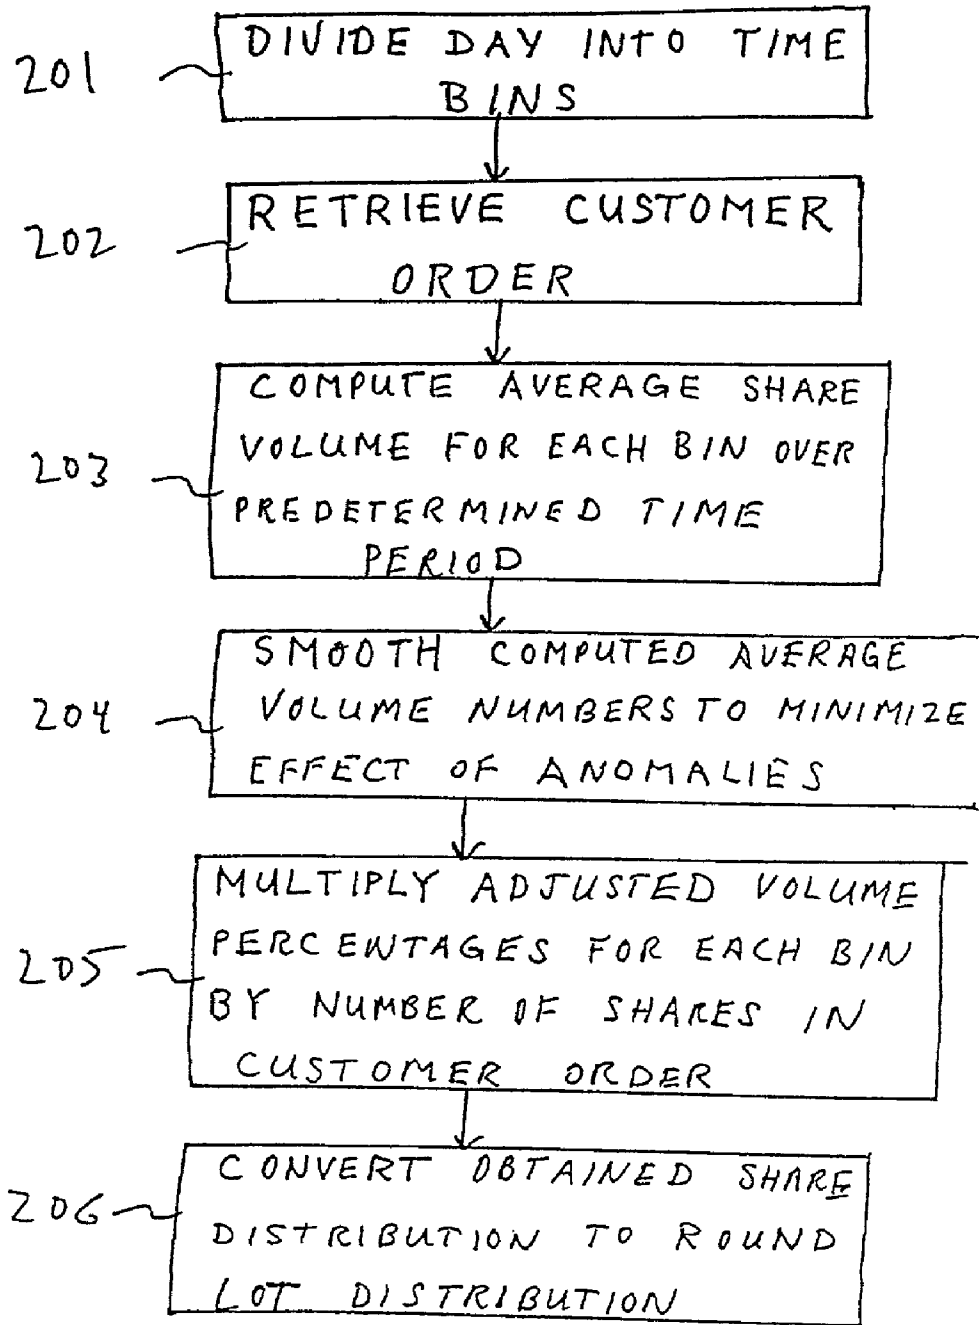 201
DIVIDE DAY INTO TIME
BINS
202
RETRIEVE CUSTOMER
ORDER
203
COMPUTE AVERAGE SHARE
VOLUME FOR EACH BIN OVER
PREDETERMINED TIME
PERIOD
204
SMOOTH COMPUTED AVERAGE
VOLUME NUMBERS TO MINIMIZE
EFFECT OF ANOMALIES
205
MULTIPLY ADJUSTED VOLUME
PERCENTAGES FOR EACH BIN
BY NUMBER OF SHARES IN
CUSTOMER ORDER
206
CONVERT OBTAINED SHARE
DISTRIBUTION TO ROUND
LOT DISTRIBUTION